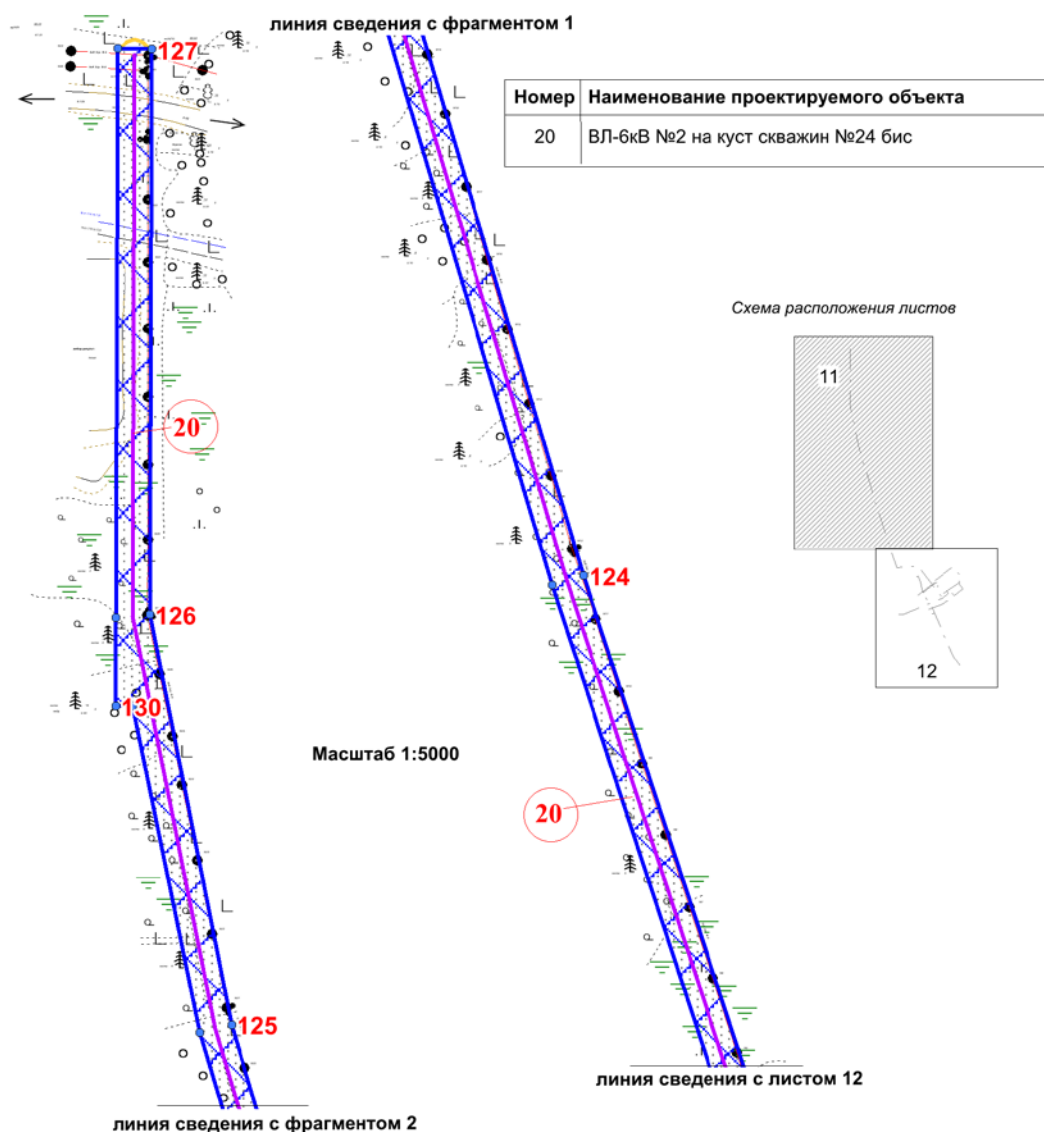 линия сведения с фрагментом 1
127
Номер Наименование проектируемого объекта
20 ВЛ-6кВ №2 на куст скважин №24 бис
Схема расположения листов
11
20
124
126
12
130
Масштаб 1:5000
20
125
линия сведения с листом 12
линия сведения с фрагментом 2